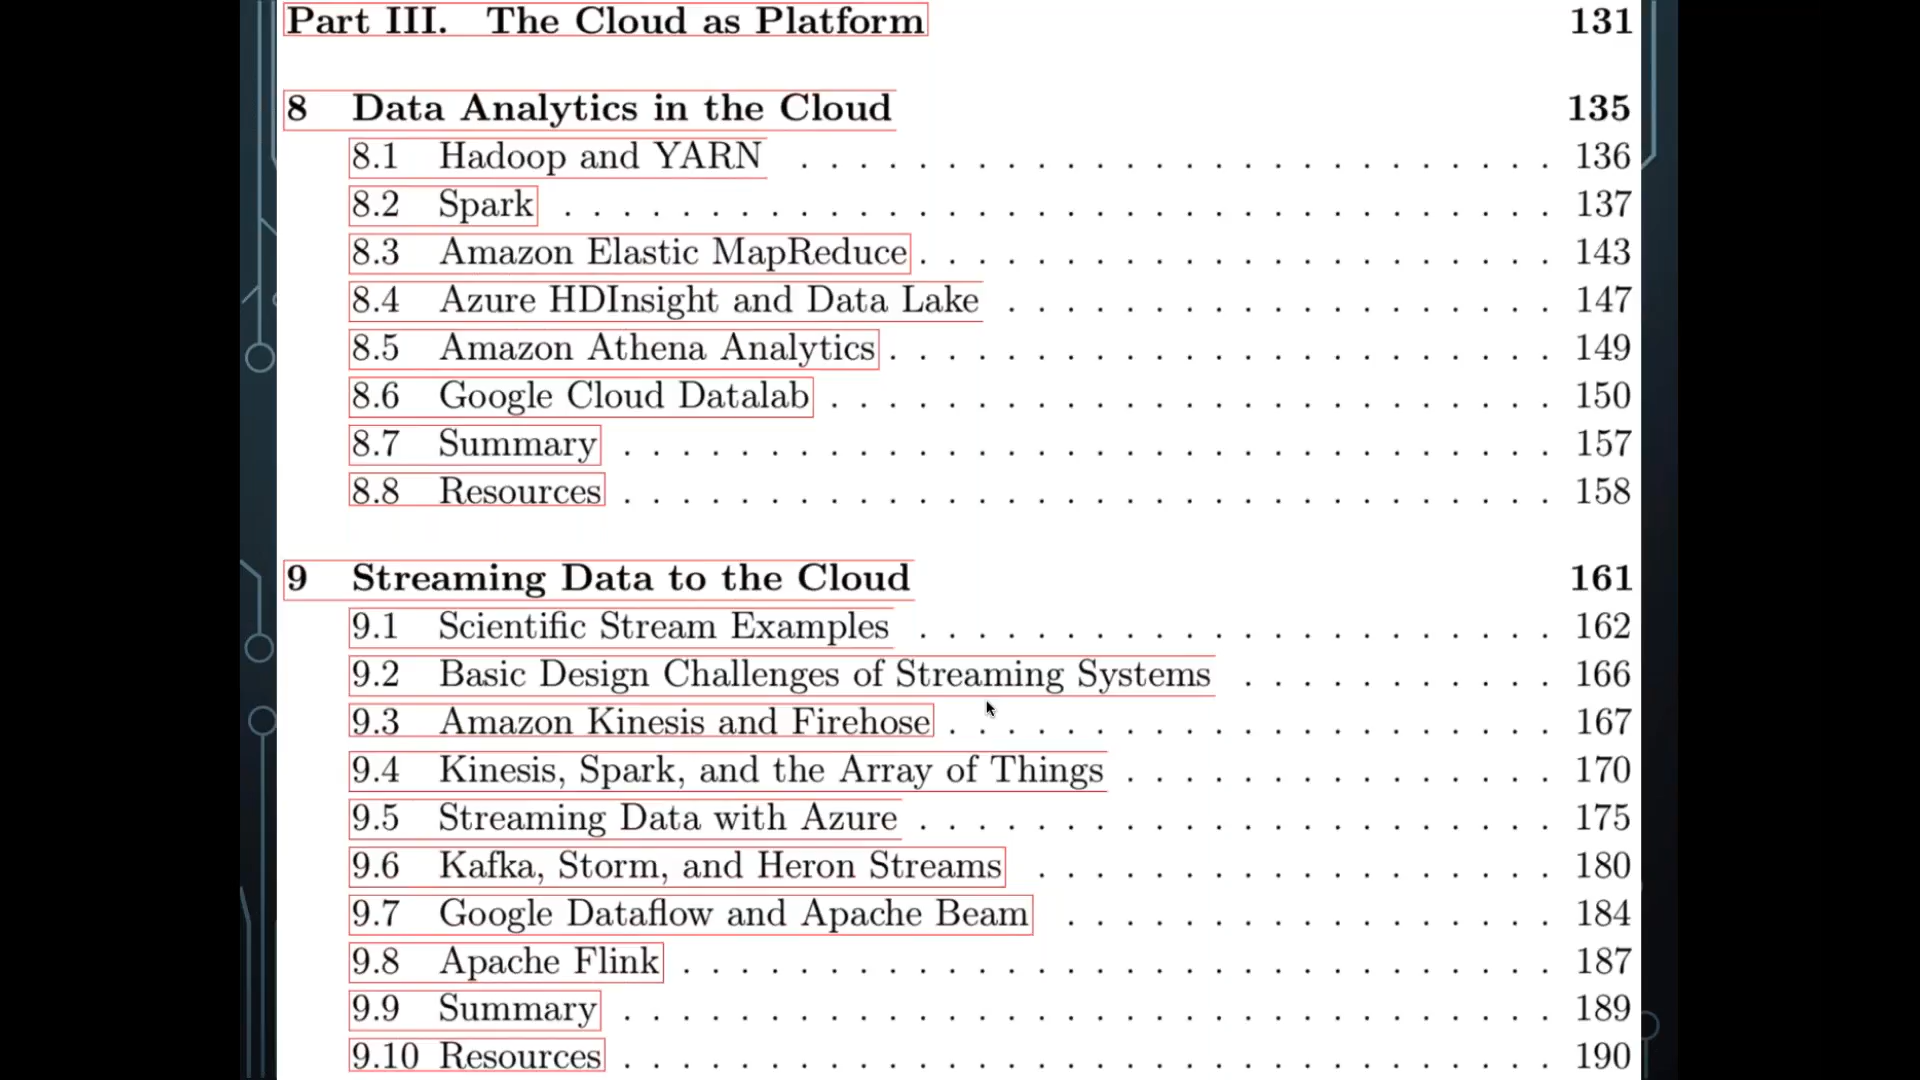 Part III. The Cloud as Platform 131
8 Data Analytics in the Cloud 135
8.1 Hadoop and YARN . . . . . . . . . . . . . . . . . . . . . . . . . . 136
8.2 Spark . . . . . . . . . . . . . . . . . . . . . . . . . . . . . . . . . . 137
8.3 Amazon Elastic MapReduce . . . . . . . . . . . . . . . . . . . . . . 143
8.4 Azure HDInsight and Data Lake . . . . . . . . . . . . . . . . . . . 147
8.5 Amazon Athena Analytics . . . . . . . . . . . . . . . . . . . . . . . 149
8.6 Google Cloud Datalab . . . . . . . . . . . . . . . . . . . . . . . . . 150
8.7 Summary . . . . . . . . . . . . . . . . . . . . . . . . . . . . . . . . 157
8.8 Resources . . . . . . . . . . . . . . . . . . . . . . . . . . . . . . . . 158
9 Streaming Data to the Cloud 161
9.1 Scientific Stream Examples . . . . . . . . . . . . . . . . . . . . . . 162
9.2 Basic Design Challenges of Streaming Systems . . . . . . . . . . . 166
9.3 Amazon Kinesis and Firehose . . . . . . . . . . . . . . . . . . . . . 167
9.4 Kinesis, Spark, and the Array of Things . . . . . . . . . . . . . . . 170
9.5 Streaming Data with Azure . . . . . . . . . . . . . . . . . . . . . . 175
9.6 Kafka, Storm, and Heron Streams . . . . . . . . . . . . . . . . . . 180
9.7 Google Dataflow and Apache Beam . . . . . . . . . . . . . . . . . 184
9.8 Apache Flink . . . . . . . . . . . . . . . . . . . . . . . . . . . . . . 187
9.9 Summary . . . . . . . . . . . . . . . . . . . . . . . . . . . . . . . . 189
9.10 Resources . . . . . . . . . . . . . . . . . . . . . . . . . . . . . . . . 190